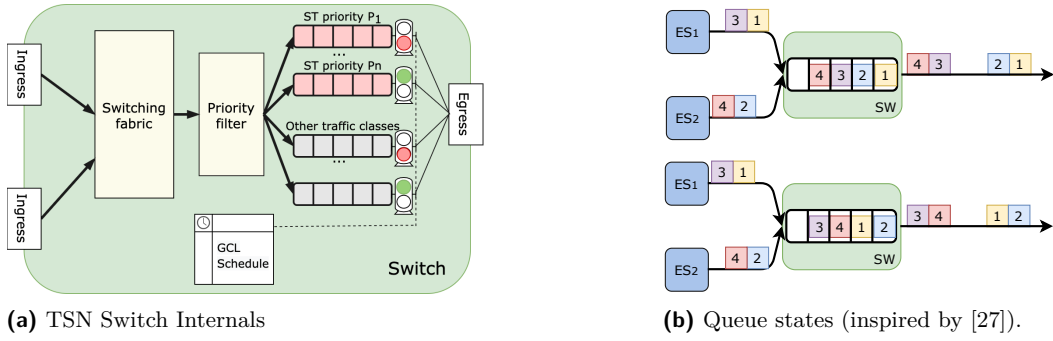 Ingress
Ingress
Switching
fabric
Priority
filter
ST priority P1
...
ST priority Pn
Other traffic classes
...
Egress
GCL
Schedule
Switch
(a) TSN Switch Internals
ES1
3 1
ES2
4 2
4 3 2 1
SW
4 3
2 1
ES1
3 1
ES2
4 2
3 4 1 2
SW
3 4
1 2
(b) Queue states (inspired by [27]).